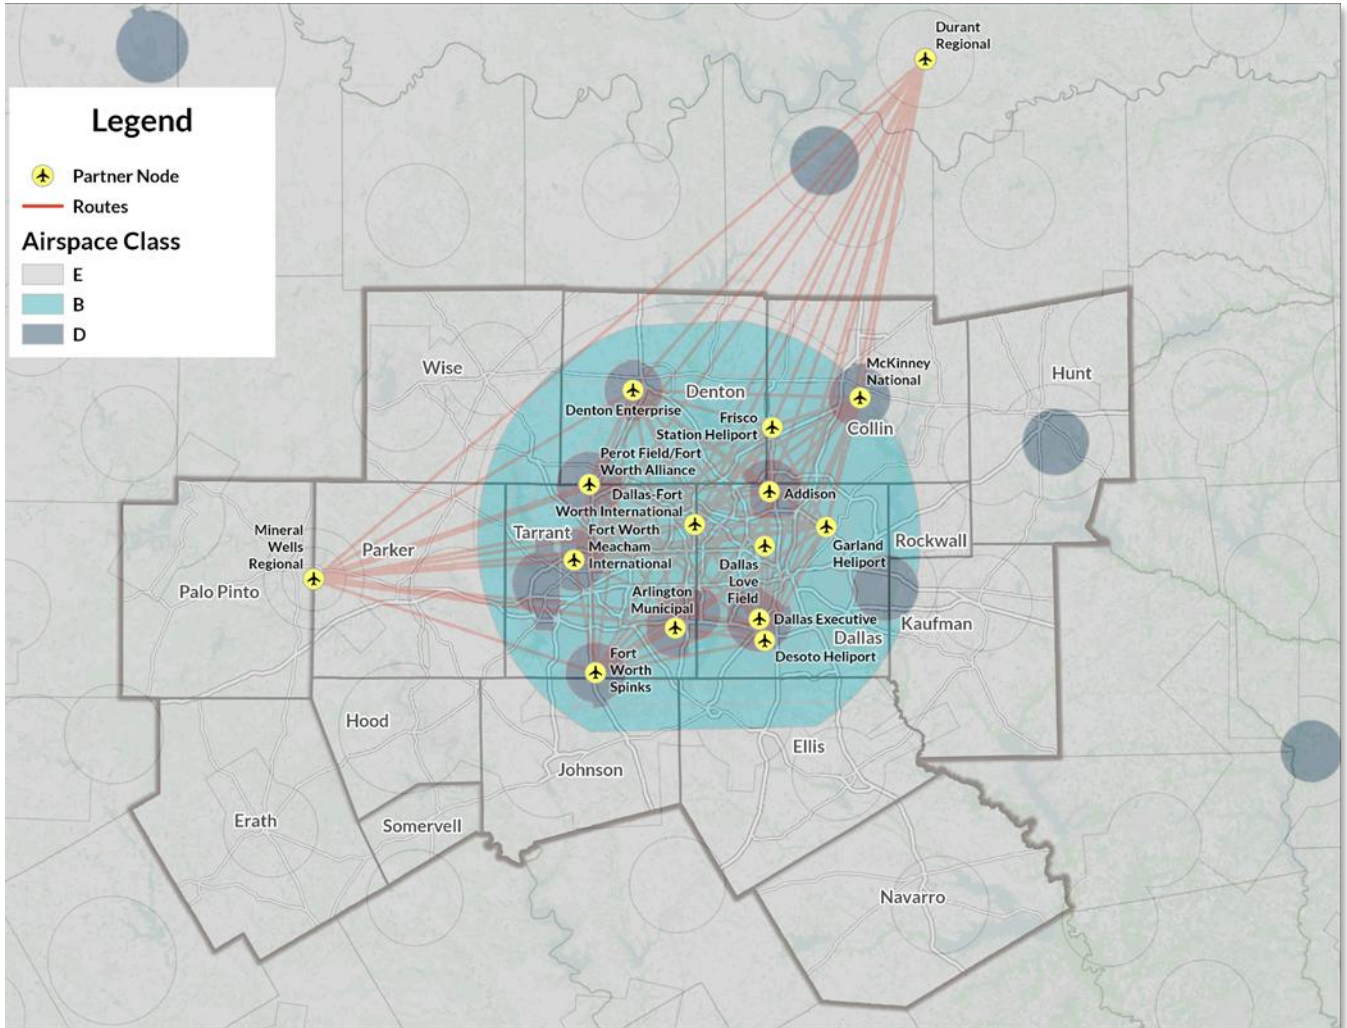 Durant
Regional
Legend
Partner Node
Routes
Airspace Class
E
B
D
Wise
Denton
McKinney
National
Hunt
Denton Enterprise
Frisco
Station Heliport
Collin
Perot Field/Fort
Worth Alliance
Dallas-Fort
Worth International
Addison
Mineral
Wells
Regional
Parker
Tarrant
Fort Worth
Meacham
International
Garland
Heliport
Rockwall
Palo Pinto
Dallas
Love
Field
Arlington
Municipal
Dallas Executive
Dallas
Kaufman
Desoto Heliport
Fort
Worth
Spinks
Hood
Johnson
Ellis
Erath
Somervell
Navarro